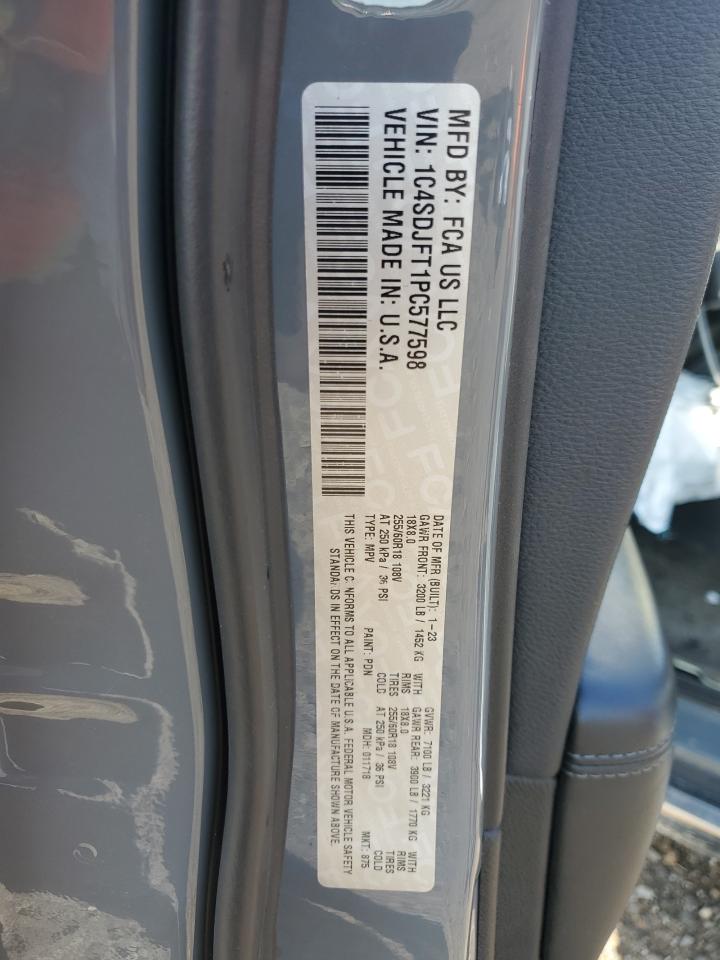 MFD BY: FCA US LLC
VIN: 1C4SDJFT1PC577598
VEHICLE MADE IN: U.S.A.
DATE OF MFR (BUILT): 1-23 GVWR: 7100 LB / 3221 KG
GAWR FRONT: 3200 LB / 1452 KG WITH GAWR REAR: 3900 LB / 1770 KG WITH
18X8.0 RIMS 18X8.0 RIMS
255/60R18 108V TIRES 255/60R18 108V TIRES
AT 250 kPa / 36 PSI COLD AT 250 kPa / 36 PSI COLD
TYPE: MPV PAINT: PDN MDH: 011718 MKT: 875
THIS VEHICLE C NFORMS TO ALL APPLICABLE U.S.A. FEDERAL MOTOR VEHICLE SAFETY
STANDA DS IN EFFECT ON THE DATE OF MANUFACTURE SHOWN ABOVE.